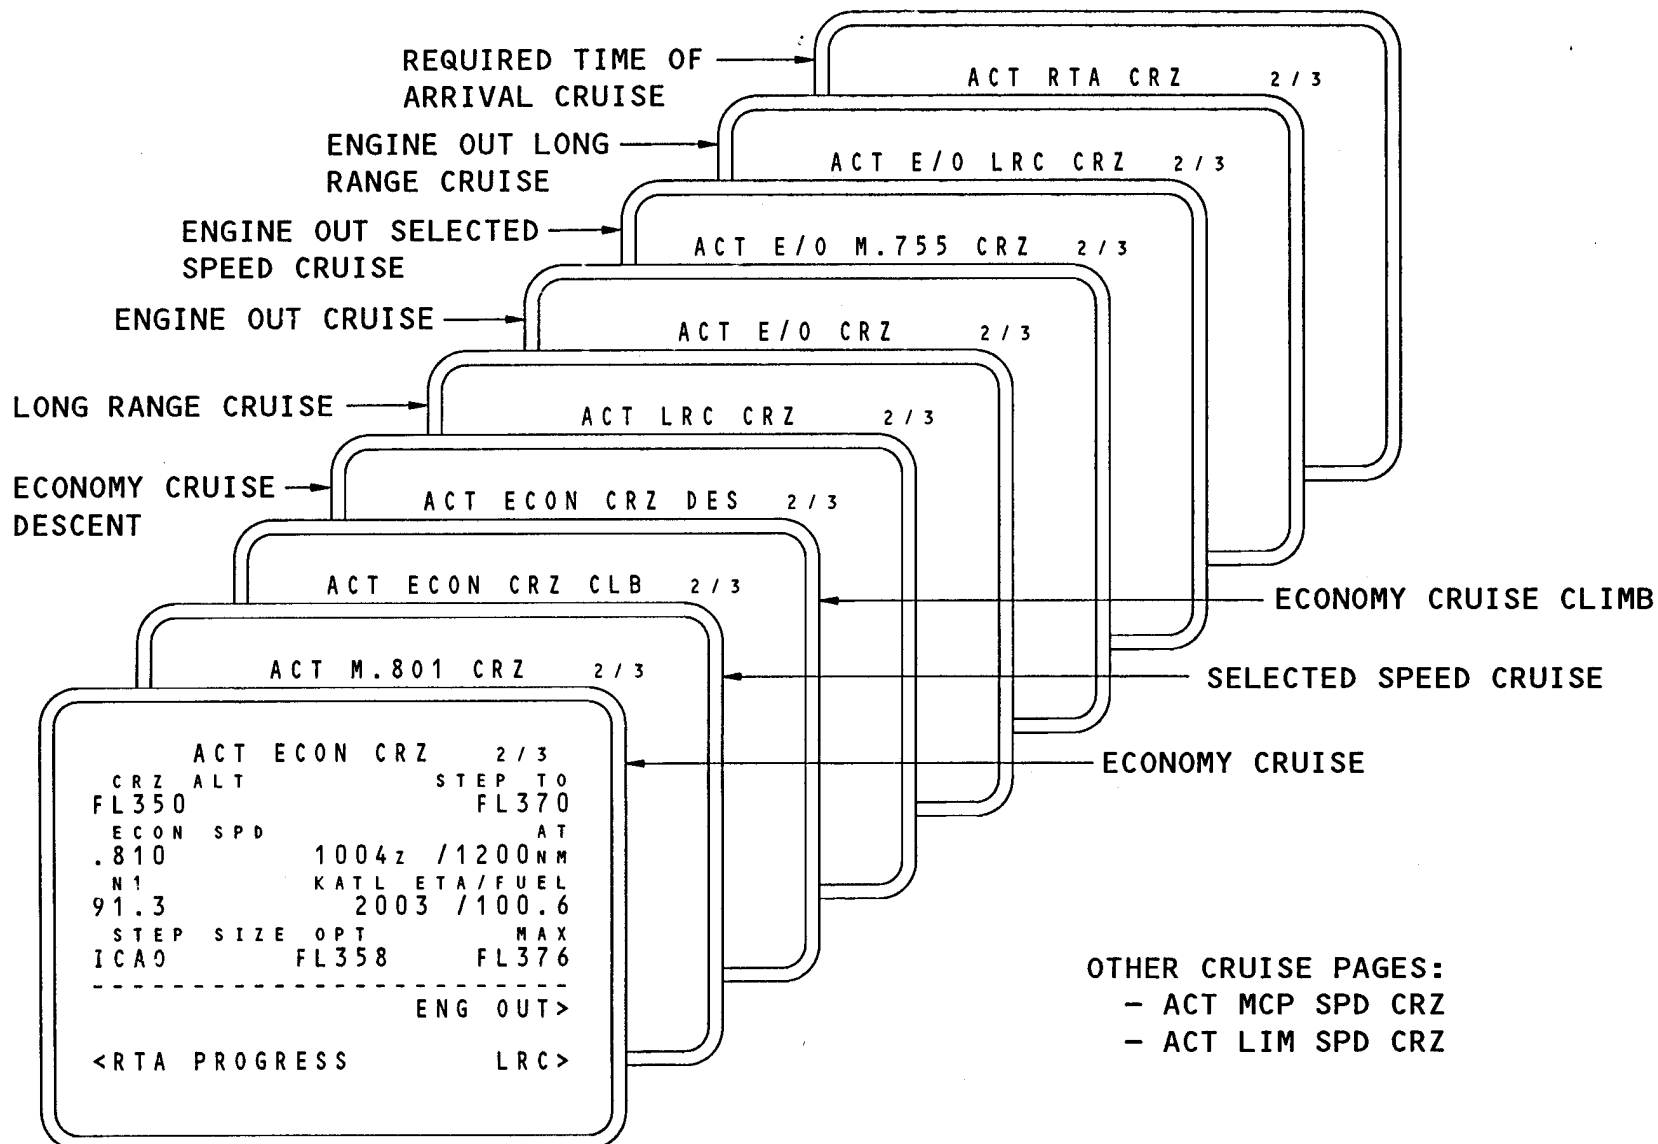 REQUIRED TIME OF
ARRIVAL CRUISE
ACT RTA CRZ 2/3
ENGINE OUT LONG
RANGE CRUISE
ACT E/O LRC CRZ 2/3
ENGINE OUT SELECTED
SPEED CRUISE
ACT E/O M.755 CRZ 2/3
ENGINE OUT CRUISE
ACT E/O CRZ 2/3
LONG RANGE CRUISE
ACT LRC CRZ 2/3
ECONOMY CRUISE
DESCENT
ACT ECON CRZ DES 2/3
ACT ECON CRZ CLB 2/3
ECONOMY CRUISE CLIMB
ACT M.801 CRZ 2/3
SELECTED SPEED CRUISE
ACT ECON CRZ 2/3
ECONOMY CRUISE
CRZ ALT STEP TO
FL350 FL370
ECON SPD AT
.810 1004z /1200NM
N1 KATL ETA/FUEL
91.3 2003 /100.6
STEP SIZE OPT MAX
ICAO FL358 FL376
------------------------
ENG OUT>
<RTA PROGRESS LRC>
OTHER CRUISE PAGES:
– ACT MCP SPD CRZ
– ACT LIM SPD CRZ